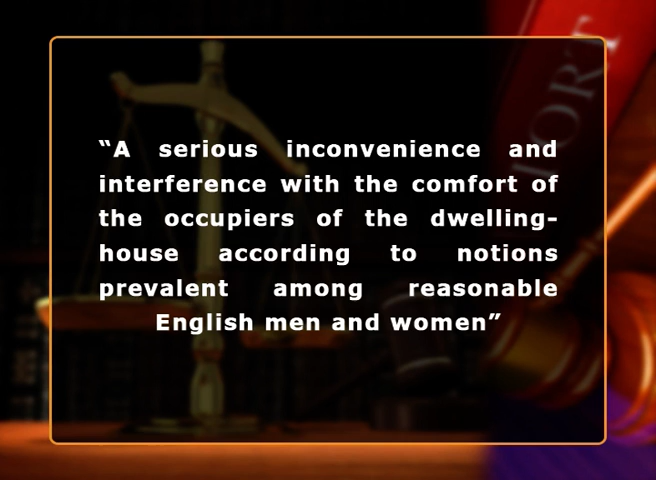 “A serious inconvenience and
interference with the comfort of
the occupiers of the dwelling-
house according to notions
prevalent among reasonable
English men and women”
TORT